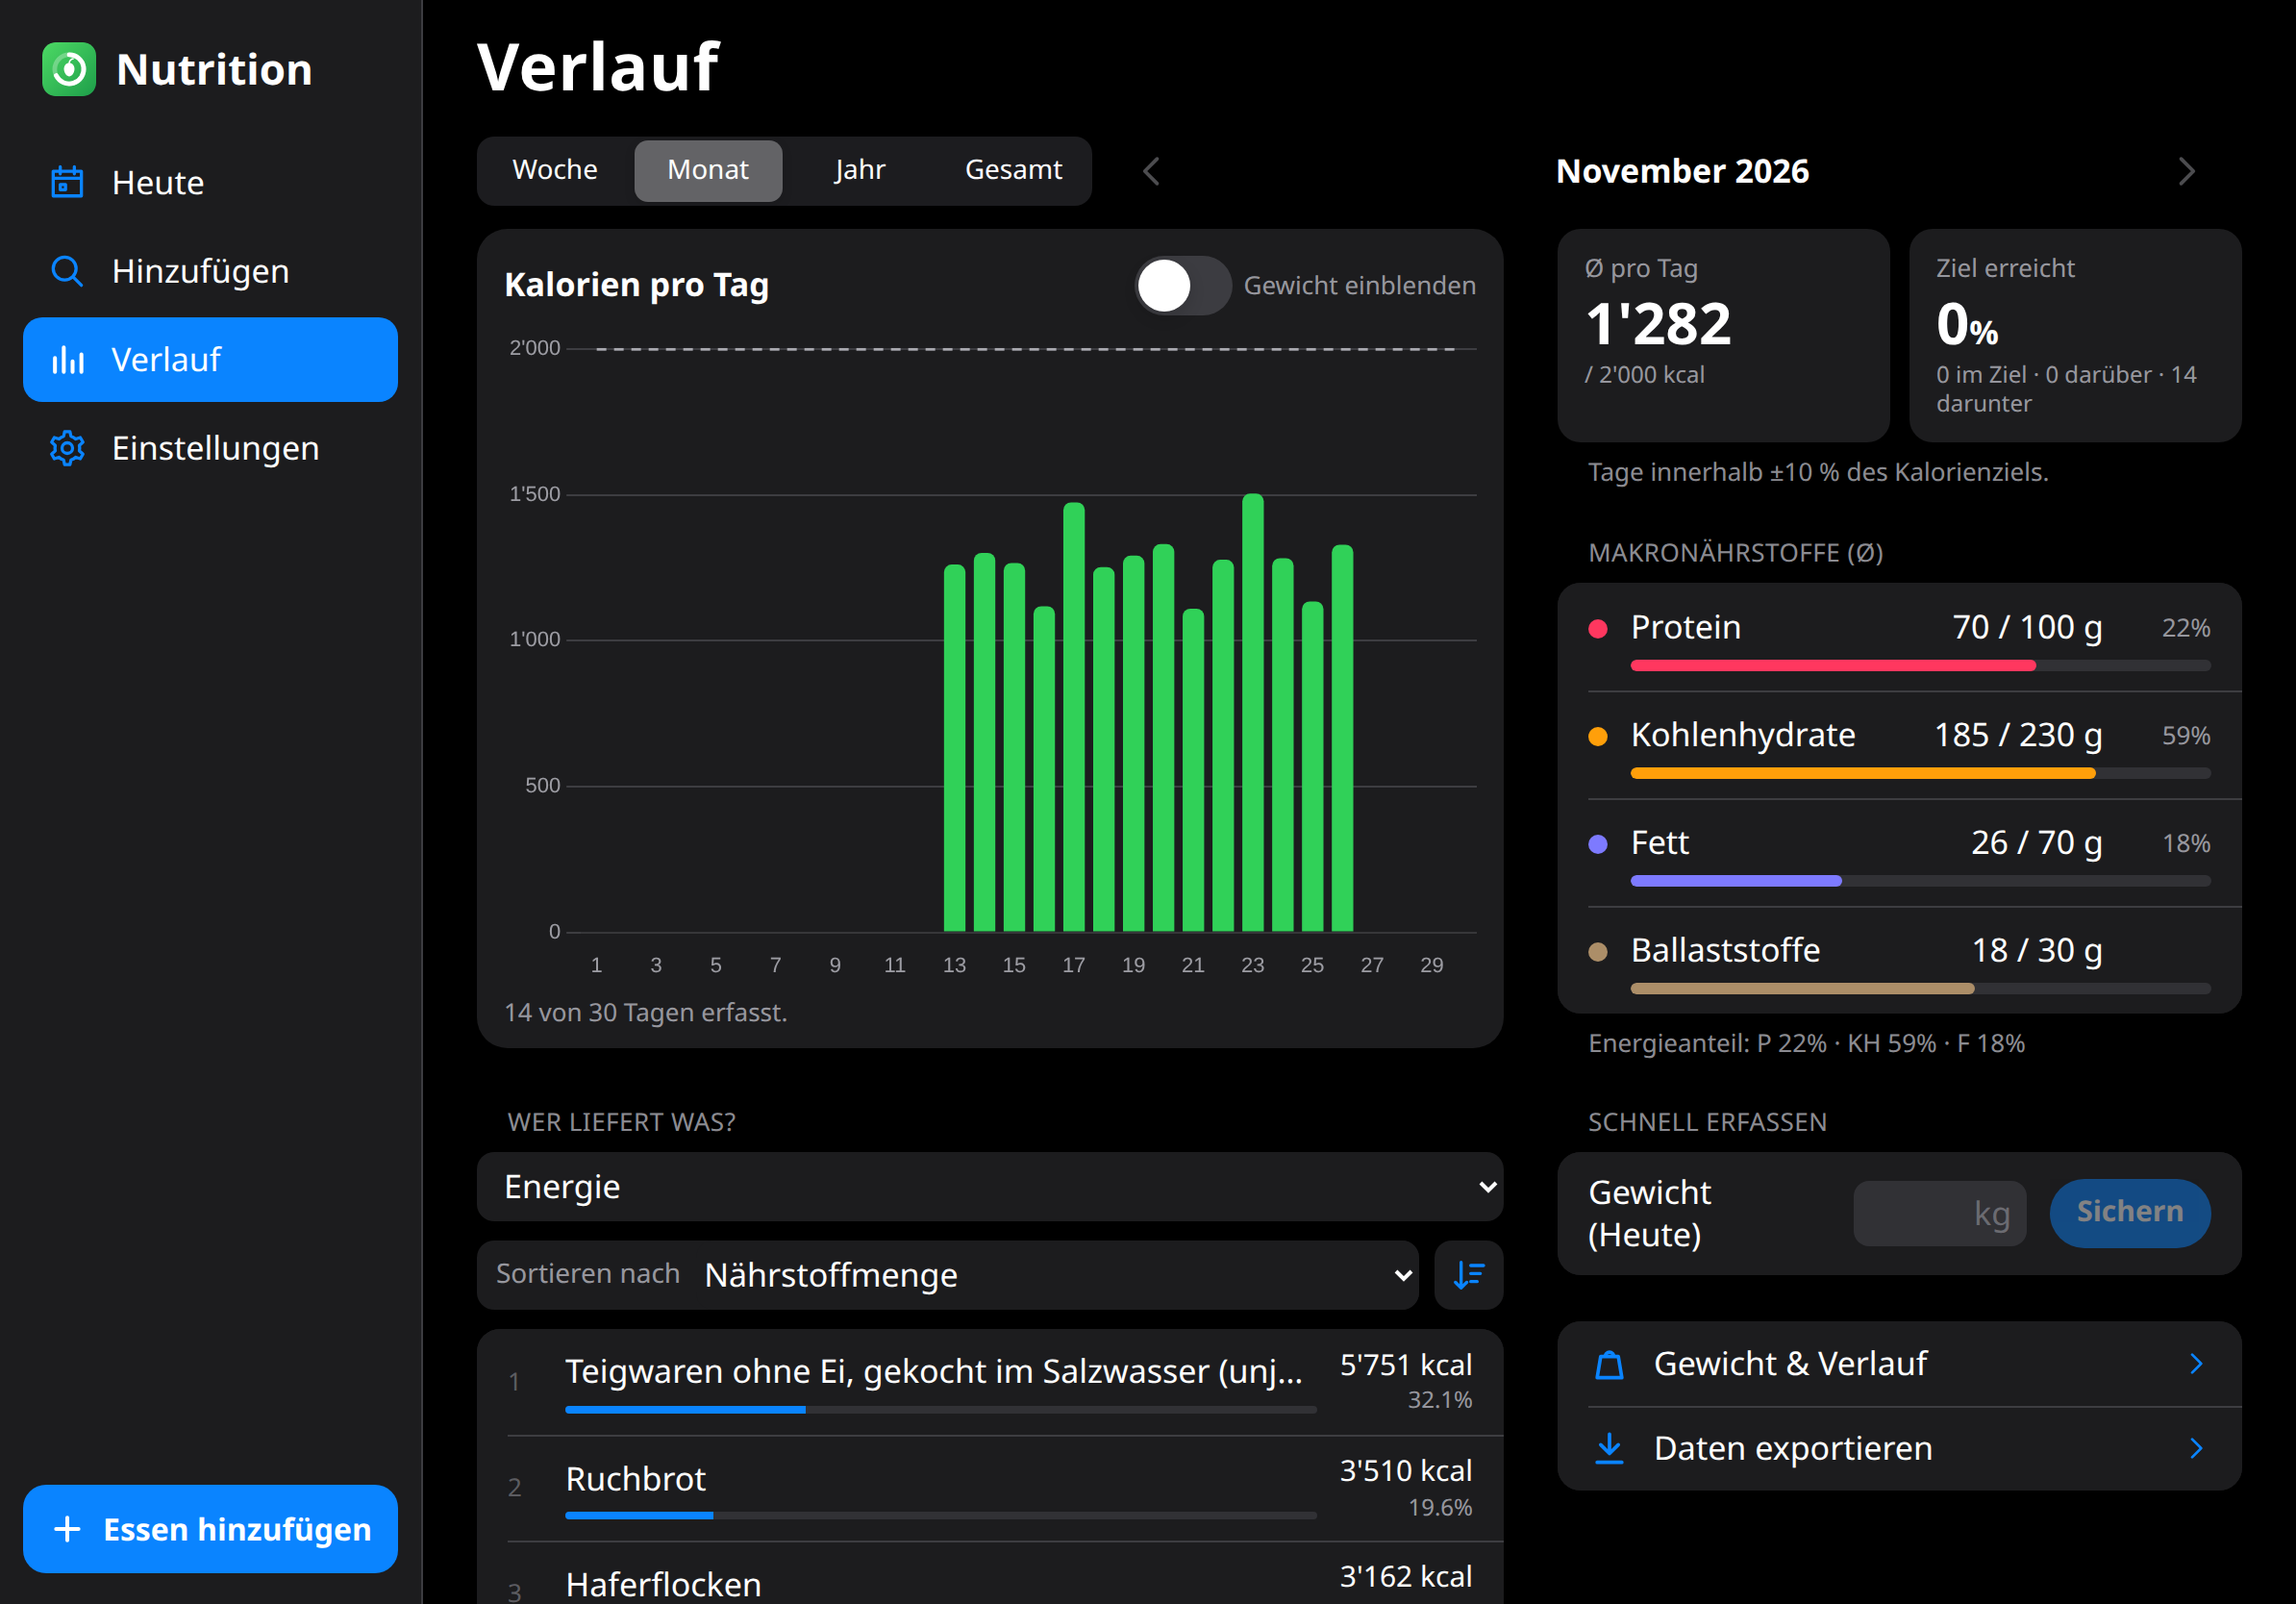 Nutrition
Heute
Hinzufügen
Verlauf
Einstellungen
Essen hinzufügen
Verlauf
Woche
Monat
Jahr
Gesamt
November 2026
Kalorien pro Tag
Gewicht einblenden
2'000
1'500
1'000
500
0
1 3 5 7 9 11 13 15 17 19 21 23 25 27 29
14 von 30 Tagen erfasst.
WER LIEFERT WAS?
Energie
Sortieren nach Nährstoffmenge
1 Teigwaren ohne Ei, gekocht im Salzwasser (unj... 5'751 kcal
32.1%
2 Ruchbrot 3'510 kcal
19.6%
3 Haferflocken 3'162 kcal
Ø pro Tag
1'282
/ 2'000 kcal
Ziel erreicht
0%
0 im Ziel · 0 darüber · 14
darunter
Tage innerhalb ±10 % des Kalorienziels.
MAKRONÄHRSTOFFE (Ø)
Protein 70 / 100 g 22%
Kohlenhydrate 185 / 230 g 59%
Fett 26 / 70 g 18%
Ballaststoffe 18 / 30 g
Energieanteil: P 22% · KH 59% · F 18%
SCHNELL ERFASSEN
Gewicht
(Heute)
kg
Sichern
Gewicht & Verlauf
Daten exportieren